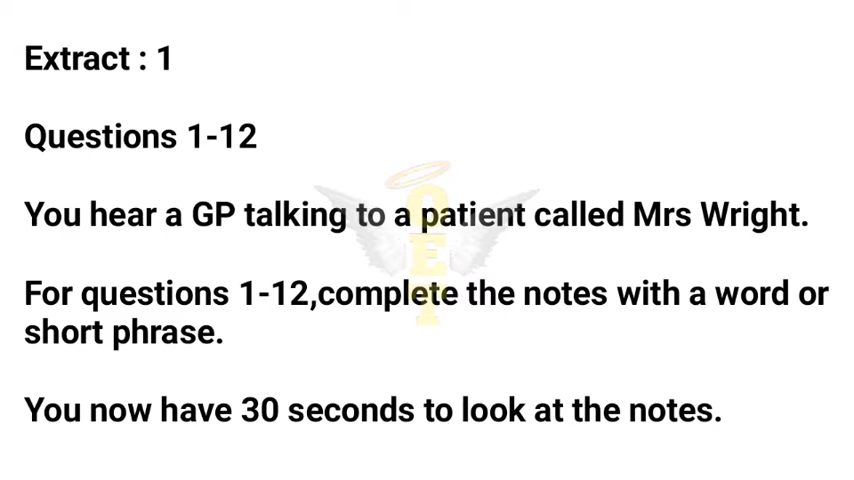 Extract : 1
Questions 1-12
You hear a GP talking to a patient called Mrs Wright.
For questions 1-12,complete the notes with a word or
short phrase.
You now have 30 seconds to look at the notes.
OET